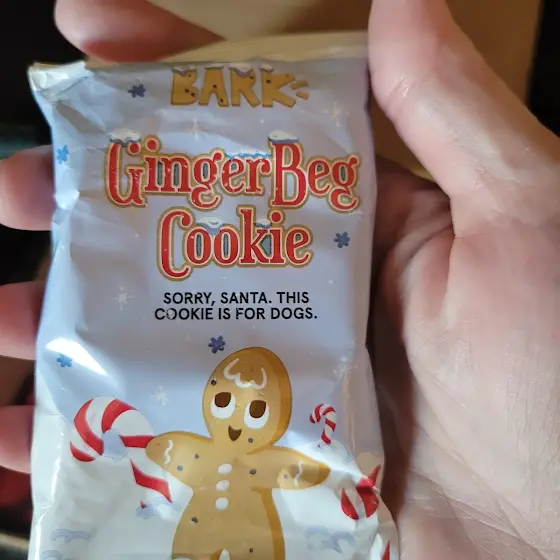 BARK
GingerBeg
Cookie
SORRY, SANTA. THIS
COOKIE IS FOR DOGS.